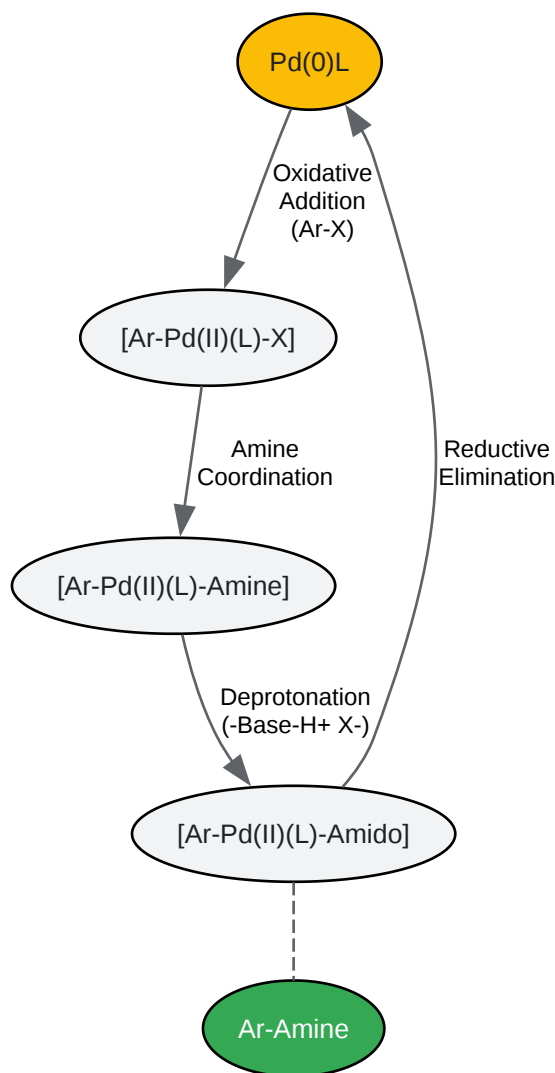 Pd(0)L
Oxidative
Addition
(Ar-X)
[Ar-Pd(II)(L)-X]
Amine
Coordination
Reductive
Elimination
[Ar-Pd(II)(L)-Amine]
Deprotonation
(-Base-H+ X-)
[Ar-Pd(II)(L)-Amido]
Ar-Amine